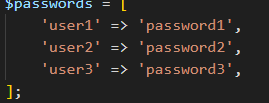 $passwords = [
'user1' => 'password1',
'user2' => 'password2',
'user3' => 'password3',
];